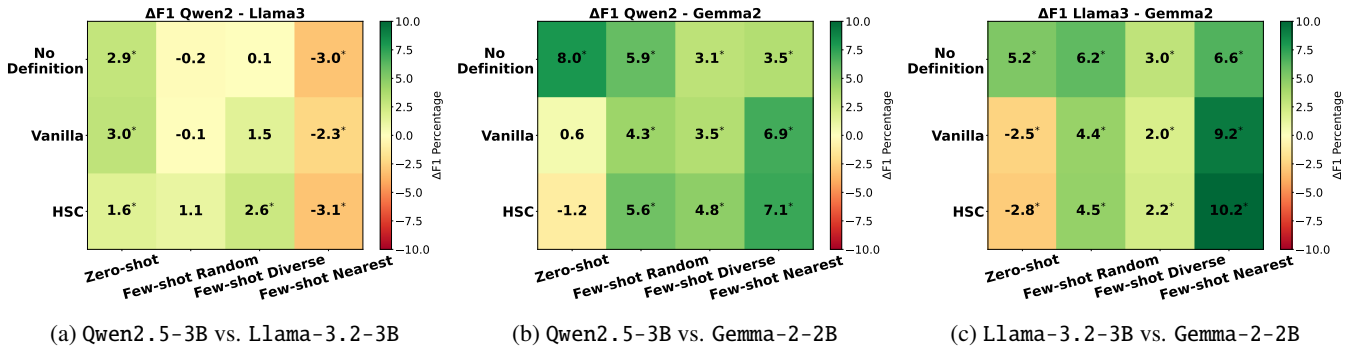 ΔF1 Qwen2 - Llama3
No
Definition
Vanilla
HSC
2.9* -0.2 0.1 -3.0*
3.0* -0.1 1.5 -2.3*
1.6* 1.1 2.6* -3.1*
Zero-shot
Few-shot Random
Few-shot Diverse
Few-shot Nearest
10.0
7.5
5.0
2.5
0.0
−2.5
−5.0
−7.5
−10.0
ΔF1 Percentage
(a) Qwen2.5-3B vs. Llama-3.2-3B
ΔF1 Qwen2 - Gemma2
No
Definition
Vanilla
HSC
8.0* 5.9* 3.1* 3.5*
0.6 4.3* 3.5* 6.9*
-1.2 5.6* 4.8* 7.1*
Zero-shot
Few-shot Random
Few-shot Diverse
Few-shot Nearest
10.0
7.5
5.0
2.5
0.0
−2.5
−5.0
−7.5
−10.0
ΔF1 Percentage
(b) Qwen2.5-3B vs. Gemma-2-2B
ΔF1 Llama3 - Gemma2
No
Definition
Vanilla
HSC
5.2* 6.2* 3.0* 6.6*
-2.5* 4.4* 2.0* 9.2*
-2.8* 4.5* 2.2* 10.2*
Zero-shot
Few-shot Random
Few-shot Diverse
Few-shot Nearest
10.0
7.5
5.0
2.5
0.0
−2.5
−5.0
−7.5
−10.0
ΔF1 Percentage
(c) Llama-3.2-3B vs. Gemma-2-2B